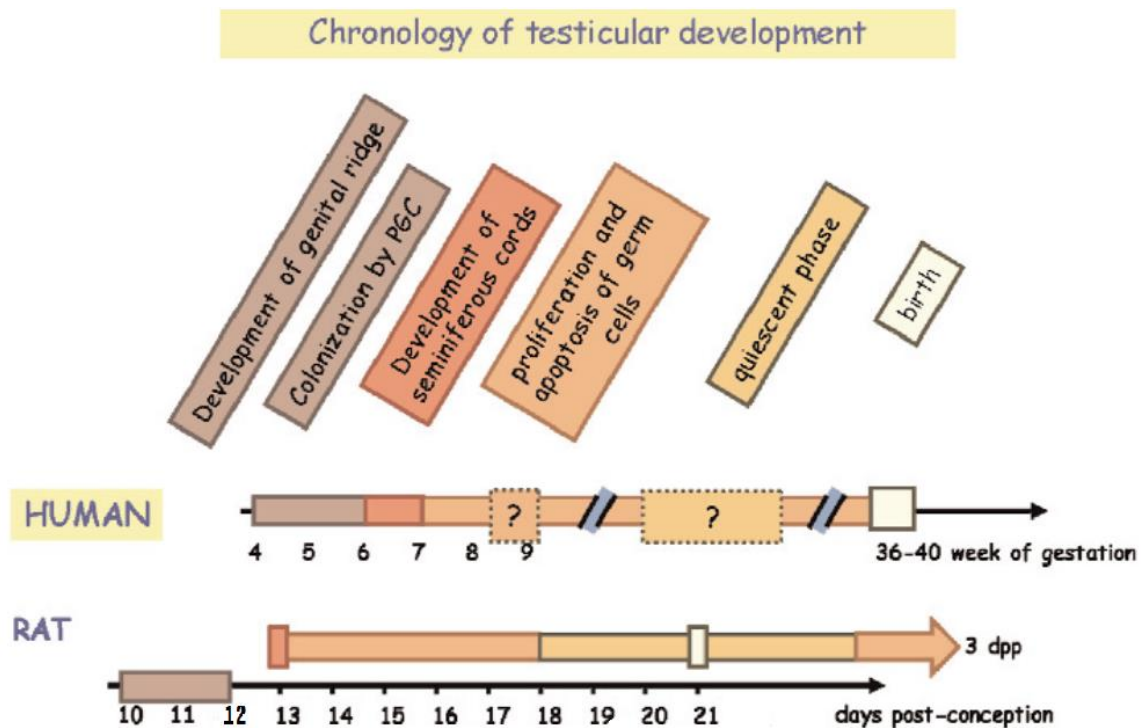 Chronology of testicular development
Development of genital ridge
Colonization by PGC
Development of
seminiferous cords
proliferation and
apoptosis of germ
cells
quiescent phase
birth
HUMAN
? ?
4 5 6 7 8 9 36-40 week of gestation
RAT
3 dpp
10 11 12 13 14 15 16 17 18 19 20 21 days post-conception